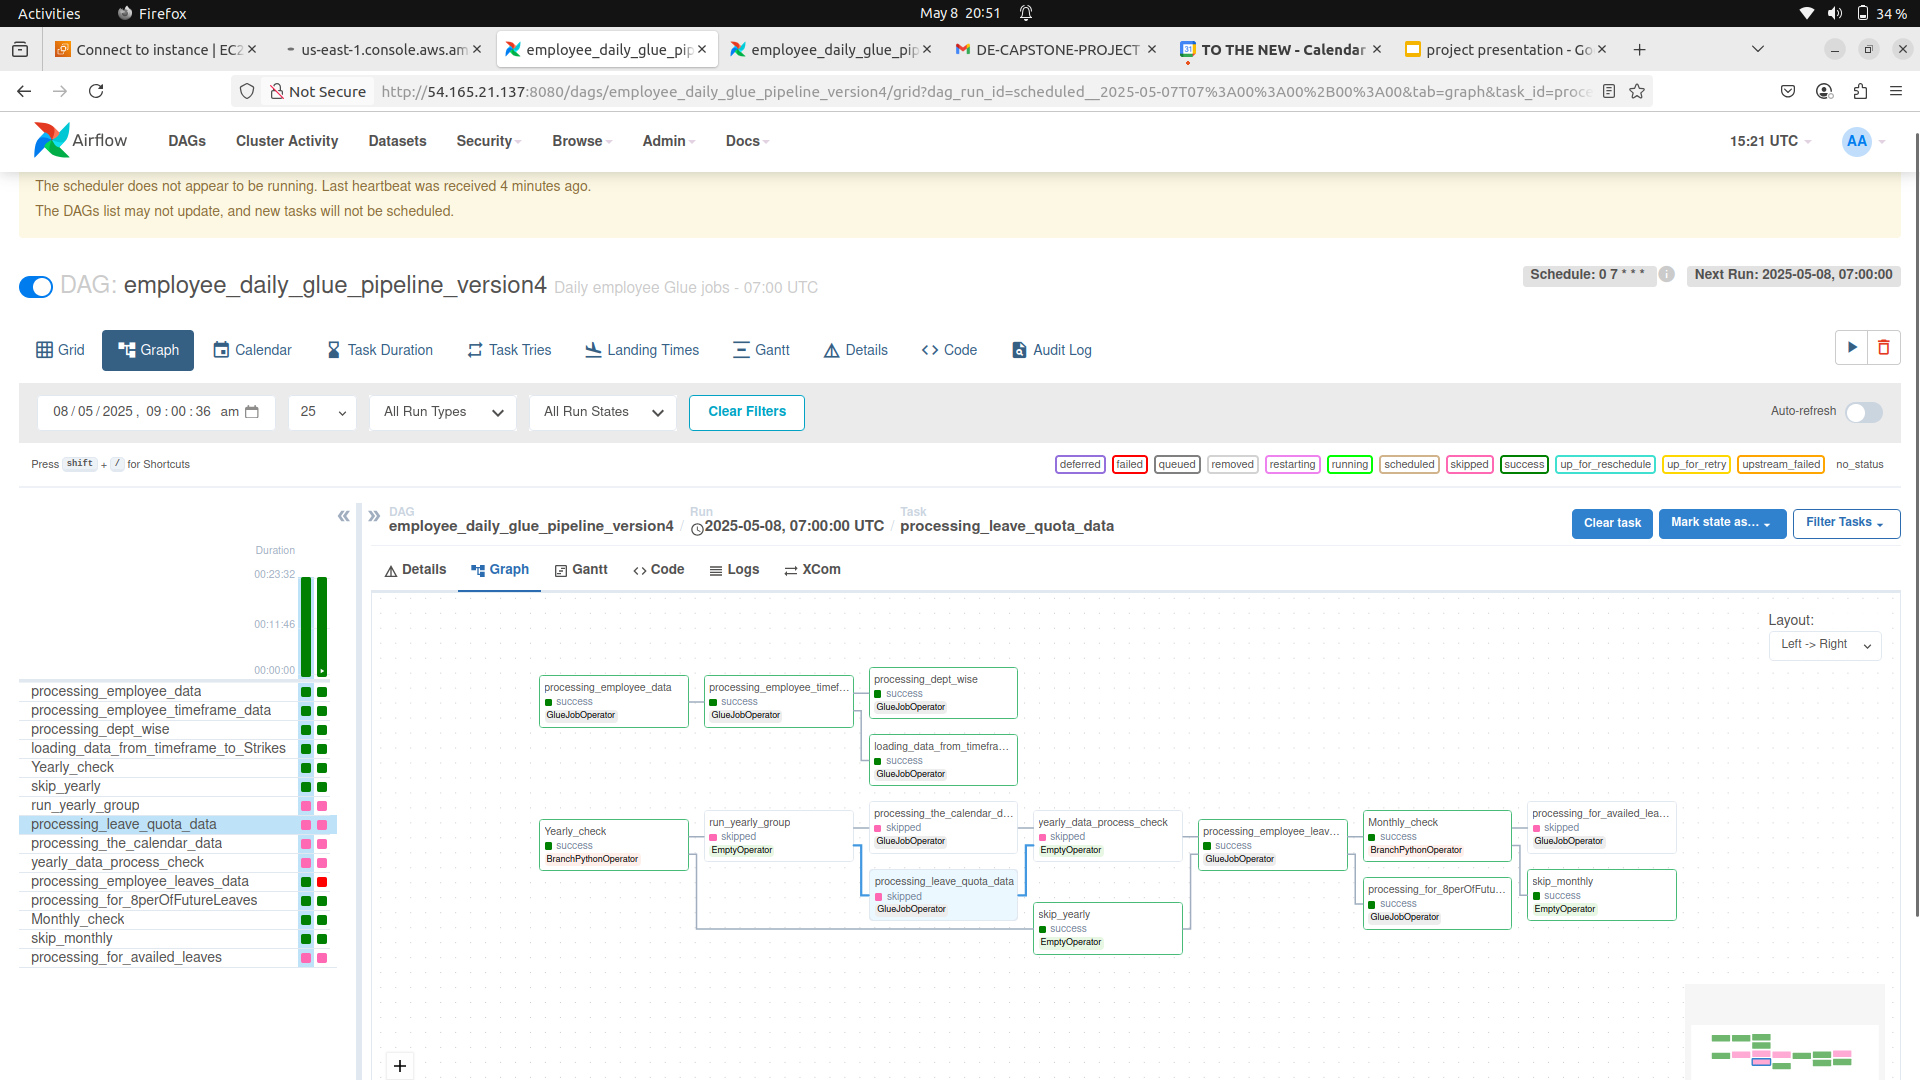 Activities
Firefox
May 8 20:51
34 %
Connect to instance | EC2
us-east-1.console.aws.am
employee_daily_glue_pip
employee_daily_glue_pip
DE-CAPSTONE-PROJECT
TO THE NEW - Calendar
project presentation - Go
Not Secure
http://54.165.21.137:8080/dags/employee_daily_glue_pipeline_version4/grid?dag_run_id=scheduled__2025-05-07T07%3A00%3A00%2B00%3A00&tab=graph&task_id=proce
Airflow
DAGs
Cluster Activity
Datasets
Security
Browse
Admin
Docs
15:21 UTC
AA
The scheduler does not appear to be running. Last heartbeat was received 4 minutes ago.
The DAGs list may not update, and new tasks will not be scheduled.
DAG: employee_daily_glue_pipeline_version4 Daily employee Glue jobs - 07:00 UTC
Schedule: 0 7 * * *
Next Run: 2025-05-08, 07:00:00
Grid
Graph
Calendar
Task Duration
Task Tries
Landing Times
Gantt
Details
Code
Audit Log
08/05/2025, 09:00:36 am
25
All Run Types
All Run States
Clear Filters
Auto-refresh
Press shift + / for Shortcuts
deferred
failed
queued
removed
restarting
running
scheduled
skipped
success
up_for_reschedule
up_for_retry
upstream_failed
no_status
DAG
employee_daily_glue_pipeline_version4
/
Run
2025-05-08, 07:00:00 UTC
/
Task
processing_leave_quota_data
Clear task
Mark state as...
Filter Tasks
Duration
00:23:32
00:11:46
00:00:00
processing_employee_data
processing_employee_timeframe_data
processing_dept_wise
loading_data_from_timeframe_to_Strikes
Yearly_check
skip_yearly
run_yearly_group
processing_leave_quota_data
processing_the_calendar_data
yearly_data_process_check
processing_employee_leaves_data
processing_for_8perOfFutureLeaves
Monthly_check
skip_monthly
processing_for_availed_leaves
Details
Graph
Gantt
Code
Logs
XCom
Layout:
Left -> Right
processing_employee_data
success
GlueJobOperator
processing_employee_timef...
success
GlueJobOperator
processing_dept_wise
success
GlueJobOperator
loading_data_from_timefra...
success
GlueJobOperator
Yearly_check
success
BranchPythonOperator
run_yearly_group
skipped
EmptyOperator
processing_the_calendar_d...
skipped
GlueJobOperator
processing_leave_quota_data
skipped
GlueJobOperator
yearly_data_process_check
skipped
EmptyOperator
skip_yearly
success
EmptyOperator
processing_employee_leav...
success
GlueJobOperator
Monthly_check
success
BranchPythonOperator
processing_for_8perOfFutu...
success
GlueJobOperator
processing_for_availed_lea...
skipped
GlueJobOperator
skip_monthly
success
EmptyOperator